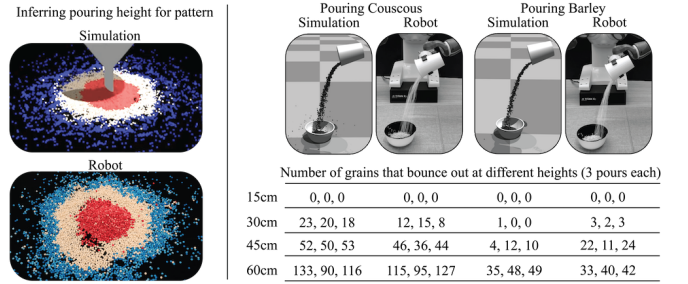 Inferring pouring height for pattern
Simulation
Robot
Pouring Couscous
Pouring Barley
Simulation Robot Simulation Robot
Number of grains that bounce out at different heights (3 pours each)
15cm 0, 0, 0 0, 0, 0 0, 0, 0 0, 0, 0
30cm 23, 20, 18 12, 15, 8 1, 0, 0 3, 2, 3
45cm 52, 50, 53 46, 36, 44 4, 12, 10 22, 11, 24
60cm 133, 90, 116 115, 95, 127 35, 48, 49 33, 40, 42